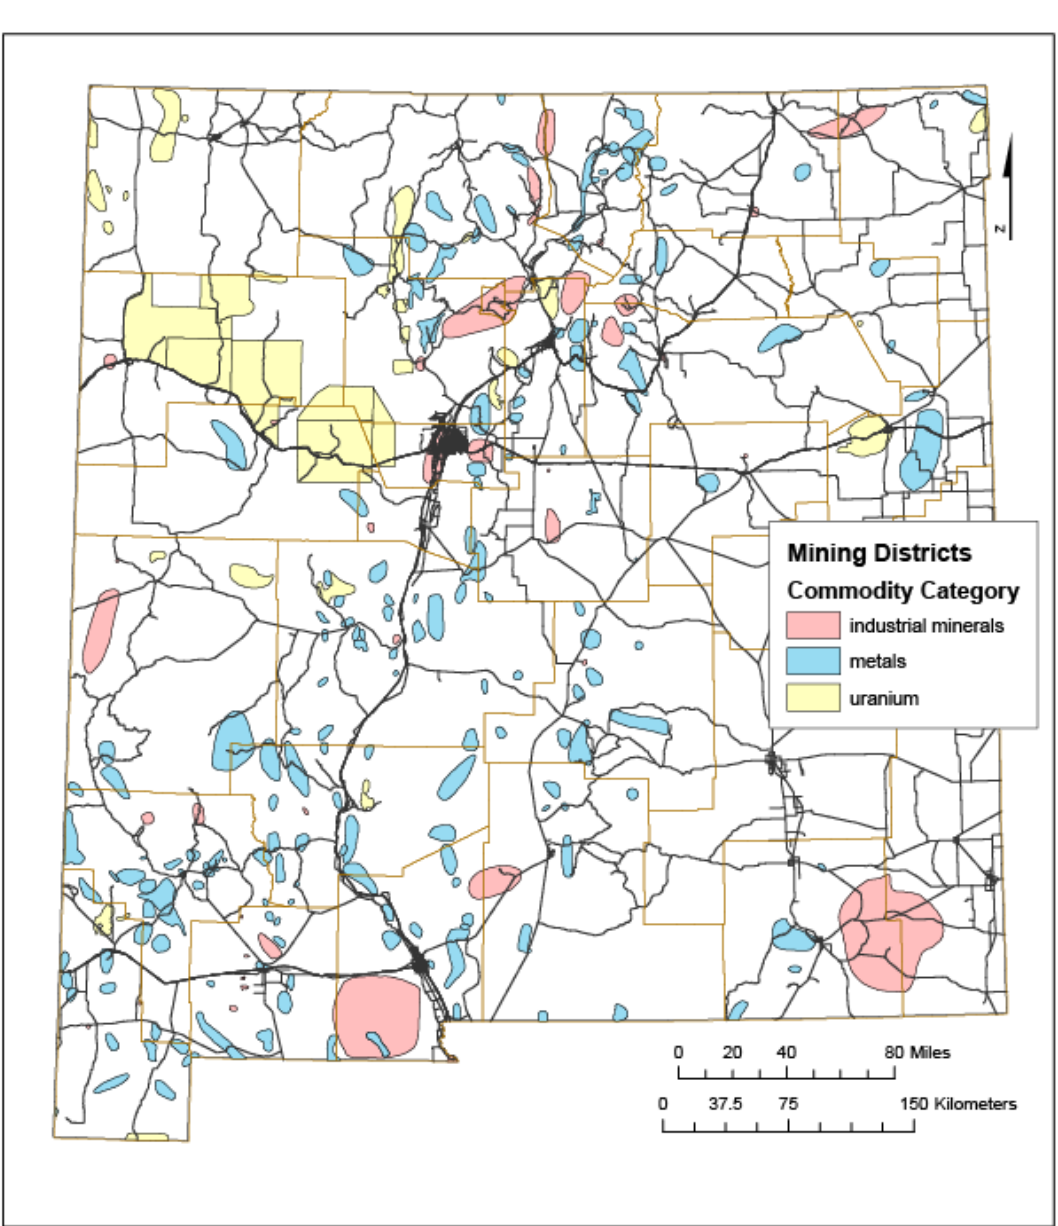 z
Mining Districts
Commodity Category
industrial minerals
metals
uranium
0 20 40 80 Miles
0 37.5 75 150 Kilometers